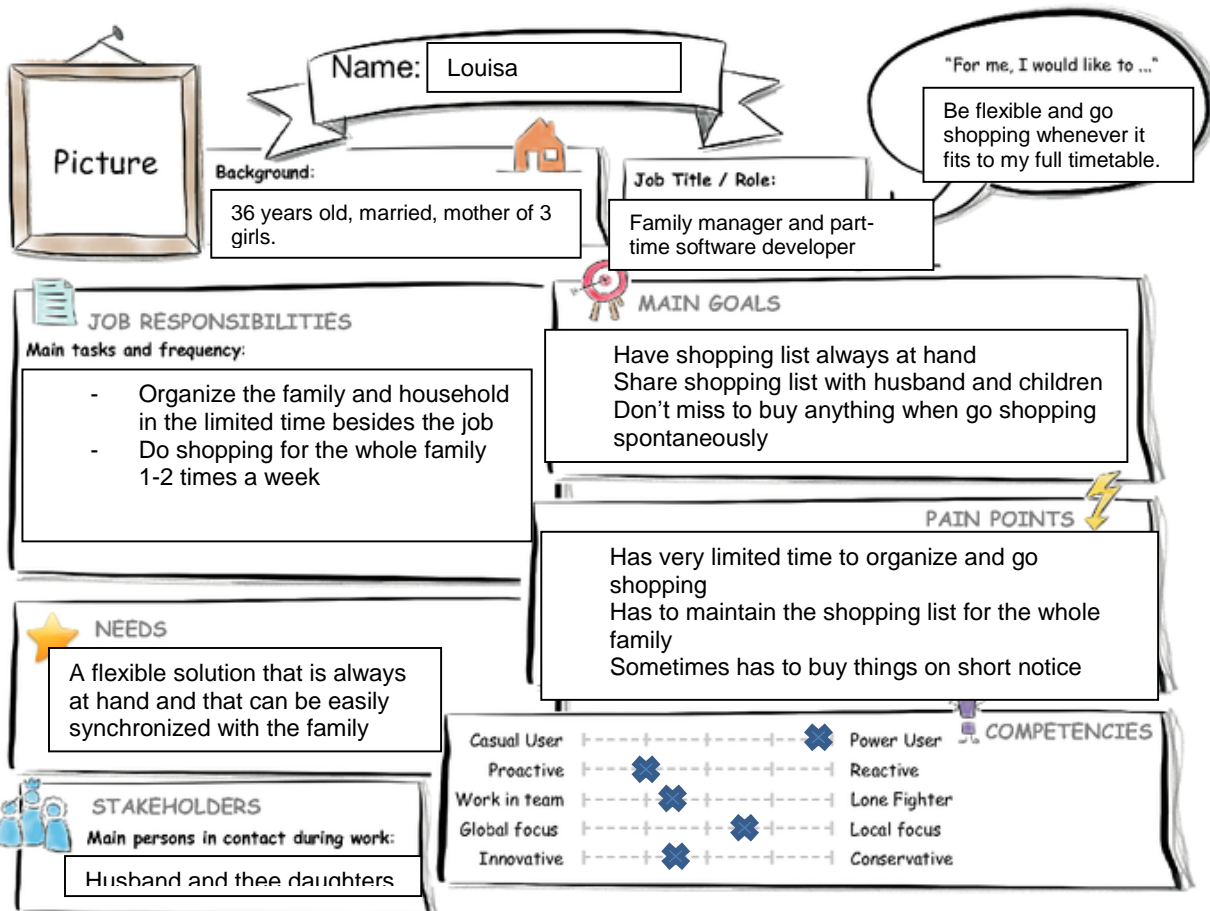 Name: Louisa
"For me, I would like to ..."
Be flexible and go
shopping whenever it
fits to my full timetable.
Picture
Background:
36 years old, married, mother of 3
girls.
Job Title / Role:
Family manager and part-
time software developer
JOB RESPONSIBILITIES
Main tasks and frequency:
- Organize the family and household
in the limited time besides the job
- Do shopping for the whole family
1-2 times a week
MAIN GOALS
Have shopping list always at hand
Share shopping list with husband and children
Don’t miss to buy anything when go shopping
spontaneously
PAIN POINTS
Has very limited time to organize and go
shopping
Has to maintain the shopping list for the whole
family
Sometimes has to buy things on short notice
NEEDS
A flexible solution that is always
at hand and that can be easily
synchronized with the family
STAKEHOLDERS
Main persons in contact during work:
Husband and thee daughters
COMPETENCIES
Casual User Power User
Proactive Reactive
Work in team Lone Fighter
Global focus Local focus
Innovative Conservative